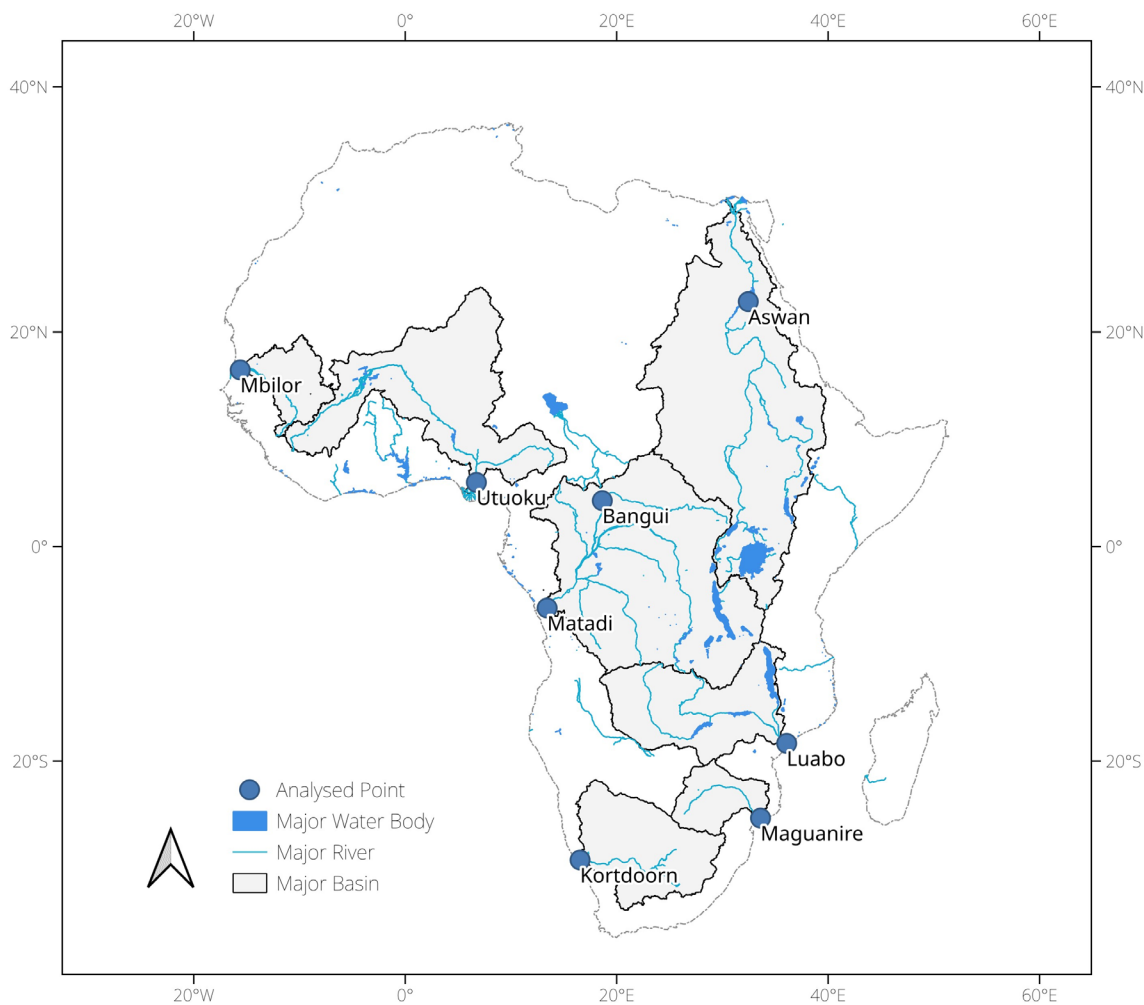 20°W 0° 20°E 40°E 60°E
40°N 40°N
20°N 20°N
Aswan
Mbilor
Utuoku
Bangui
0° 0°
Matadi
20°S 20°S
Luabo
Analysed Point
Major Water Body
Maguanire
Major River
Kortdoorn
Major Basin
20°W 0° 20°E 40°E 60°E